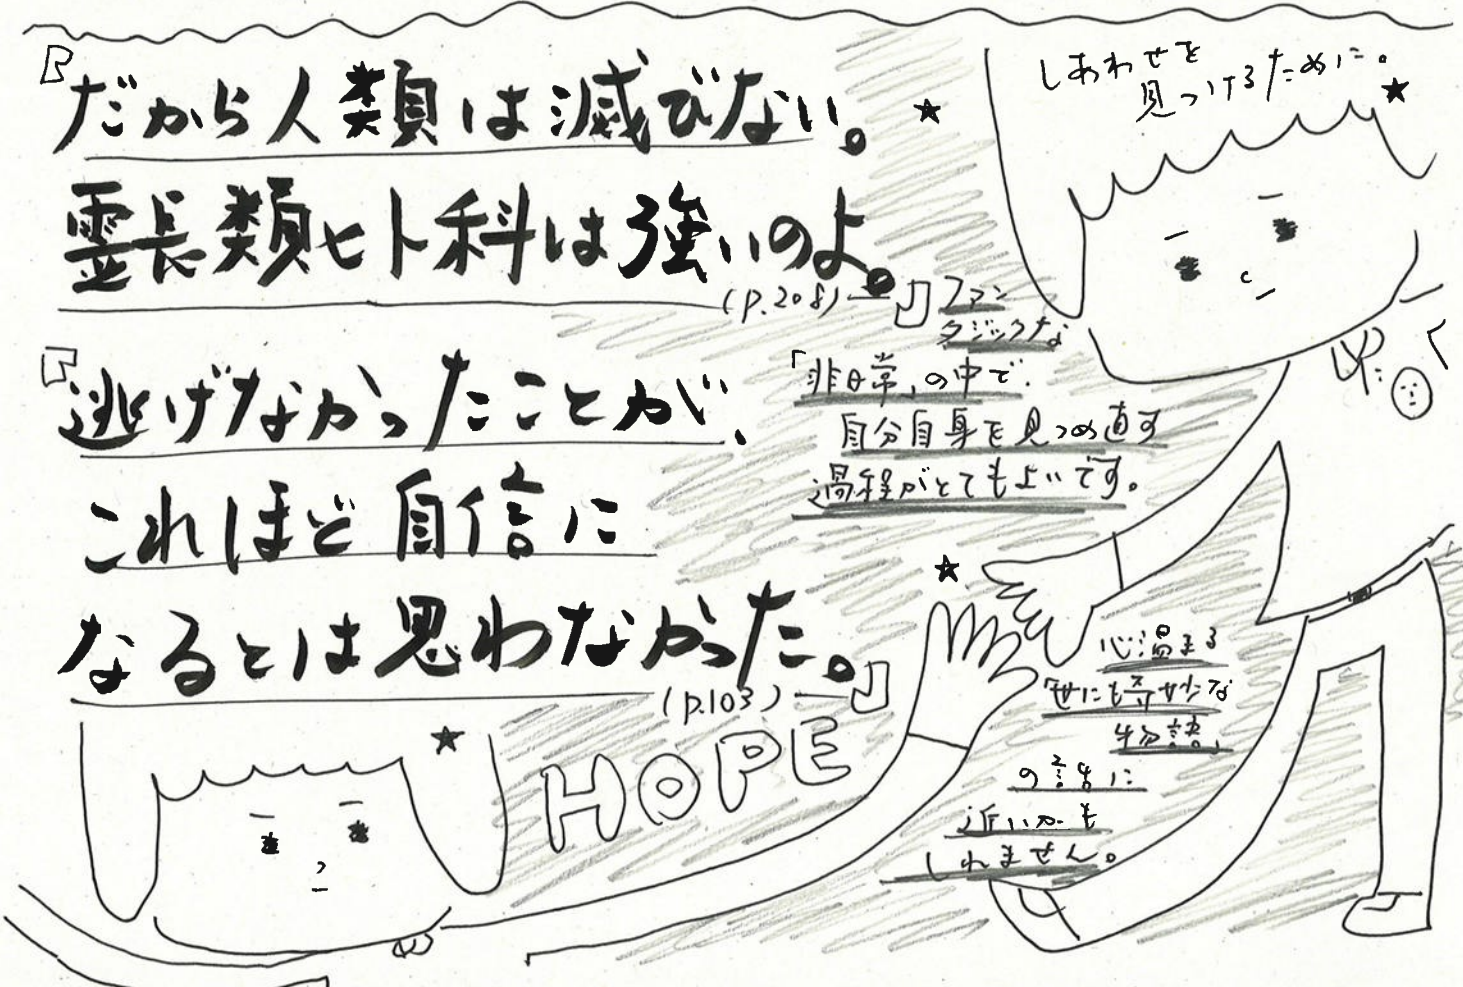 『だから人類は滅びない。
霊長類ヒト科は強いのよ。
(p.208)―』
『逃げなかったことが、
これほど自信に
なるとは思わなかった。
(p.103)―』
しあわせを
見つけるために。
ファン
タジックな
「非日常」の中で、
自分自身を見つめ直す
過程がとてもよいです。
HOPE
心温まる
「世にも奇妙な
物語」
の話に
近いかも
しれません。